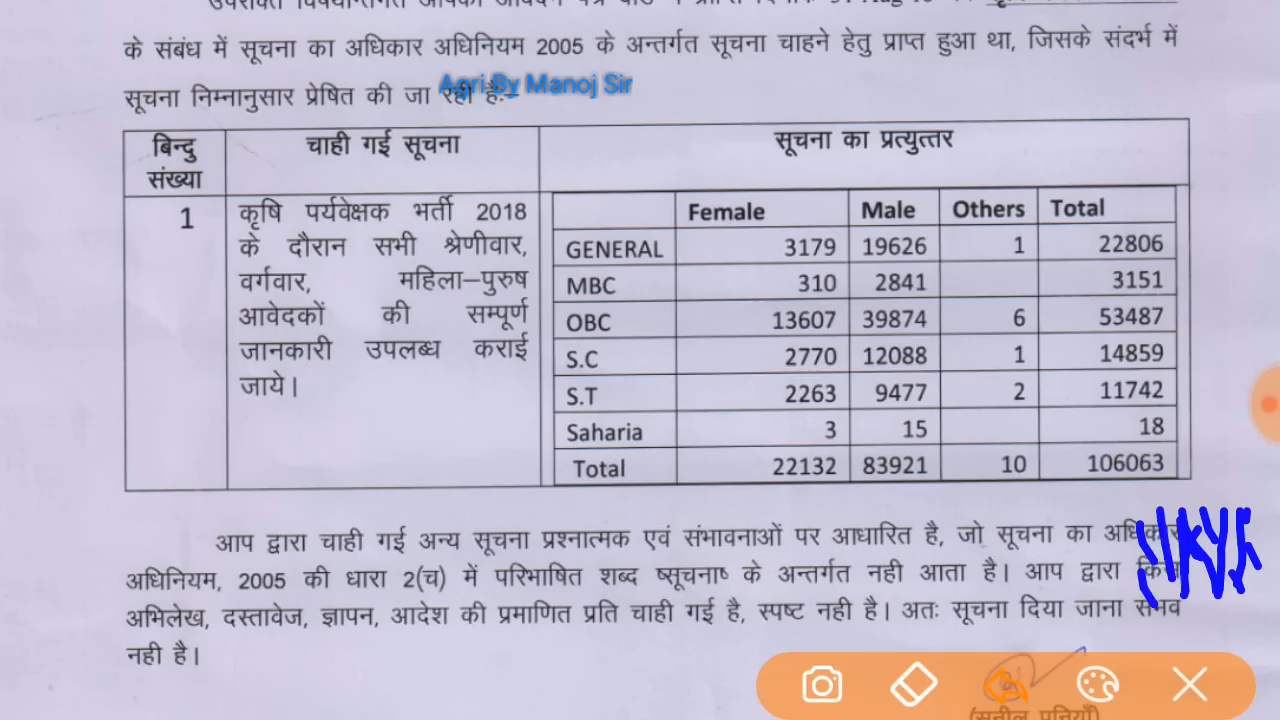 के संबंध में सूचना का अधिकार अधिनियम 2005 के अन्तर्गत सूचना चाहने हेतु प्राप्त हुआ था, जिसके संदर्भ में
सूचना निम्नानुसार प्रेषित की जा रही है:–
Agri By Manoj Sir
बिन्दु संख्या चाही गई सूचना सूचना का प्रत्युत्तर
1
कृषि पर्यवेक्षक भर्ती 2018
के दौरान सभी श्रेणीवार,
वर्गवार, महिला–पुरुष
आवेदकों की सम्पूर्ण
जानकारी उपलब्ध कराई
जाये।
Female Male Others Total
GENERAL 3179 19626 1 22806
MBC 310 2841 3151
OBC 13607 39874 6 53487
S.C 2770 12088 1 14859
S.T 2263 9477 2 11742
Saharia 3 15 18
Total 22132 83921 10 106063
आप द्वारा चाही गई अन्य सूचना प्रश्नात्मक एवं संभावनाओं पर आधारित है, जो सूचना का अधिकार
अधिनियम, 2005 की धारा 2(च) में परिभाषित शब्द ष्सूचनाष् के अन्तर्गत नही आता है। आप द्वारा
अभिलेख, दस्तावेज, ज्ञापन, आदेश की प्रमाणित प्रति चाही गई है, स्पष्ट नही है। अतः सूचना दिया जाना संभव
नही है।